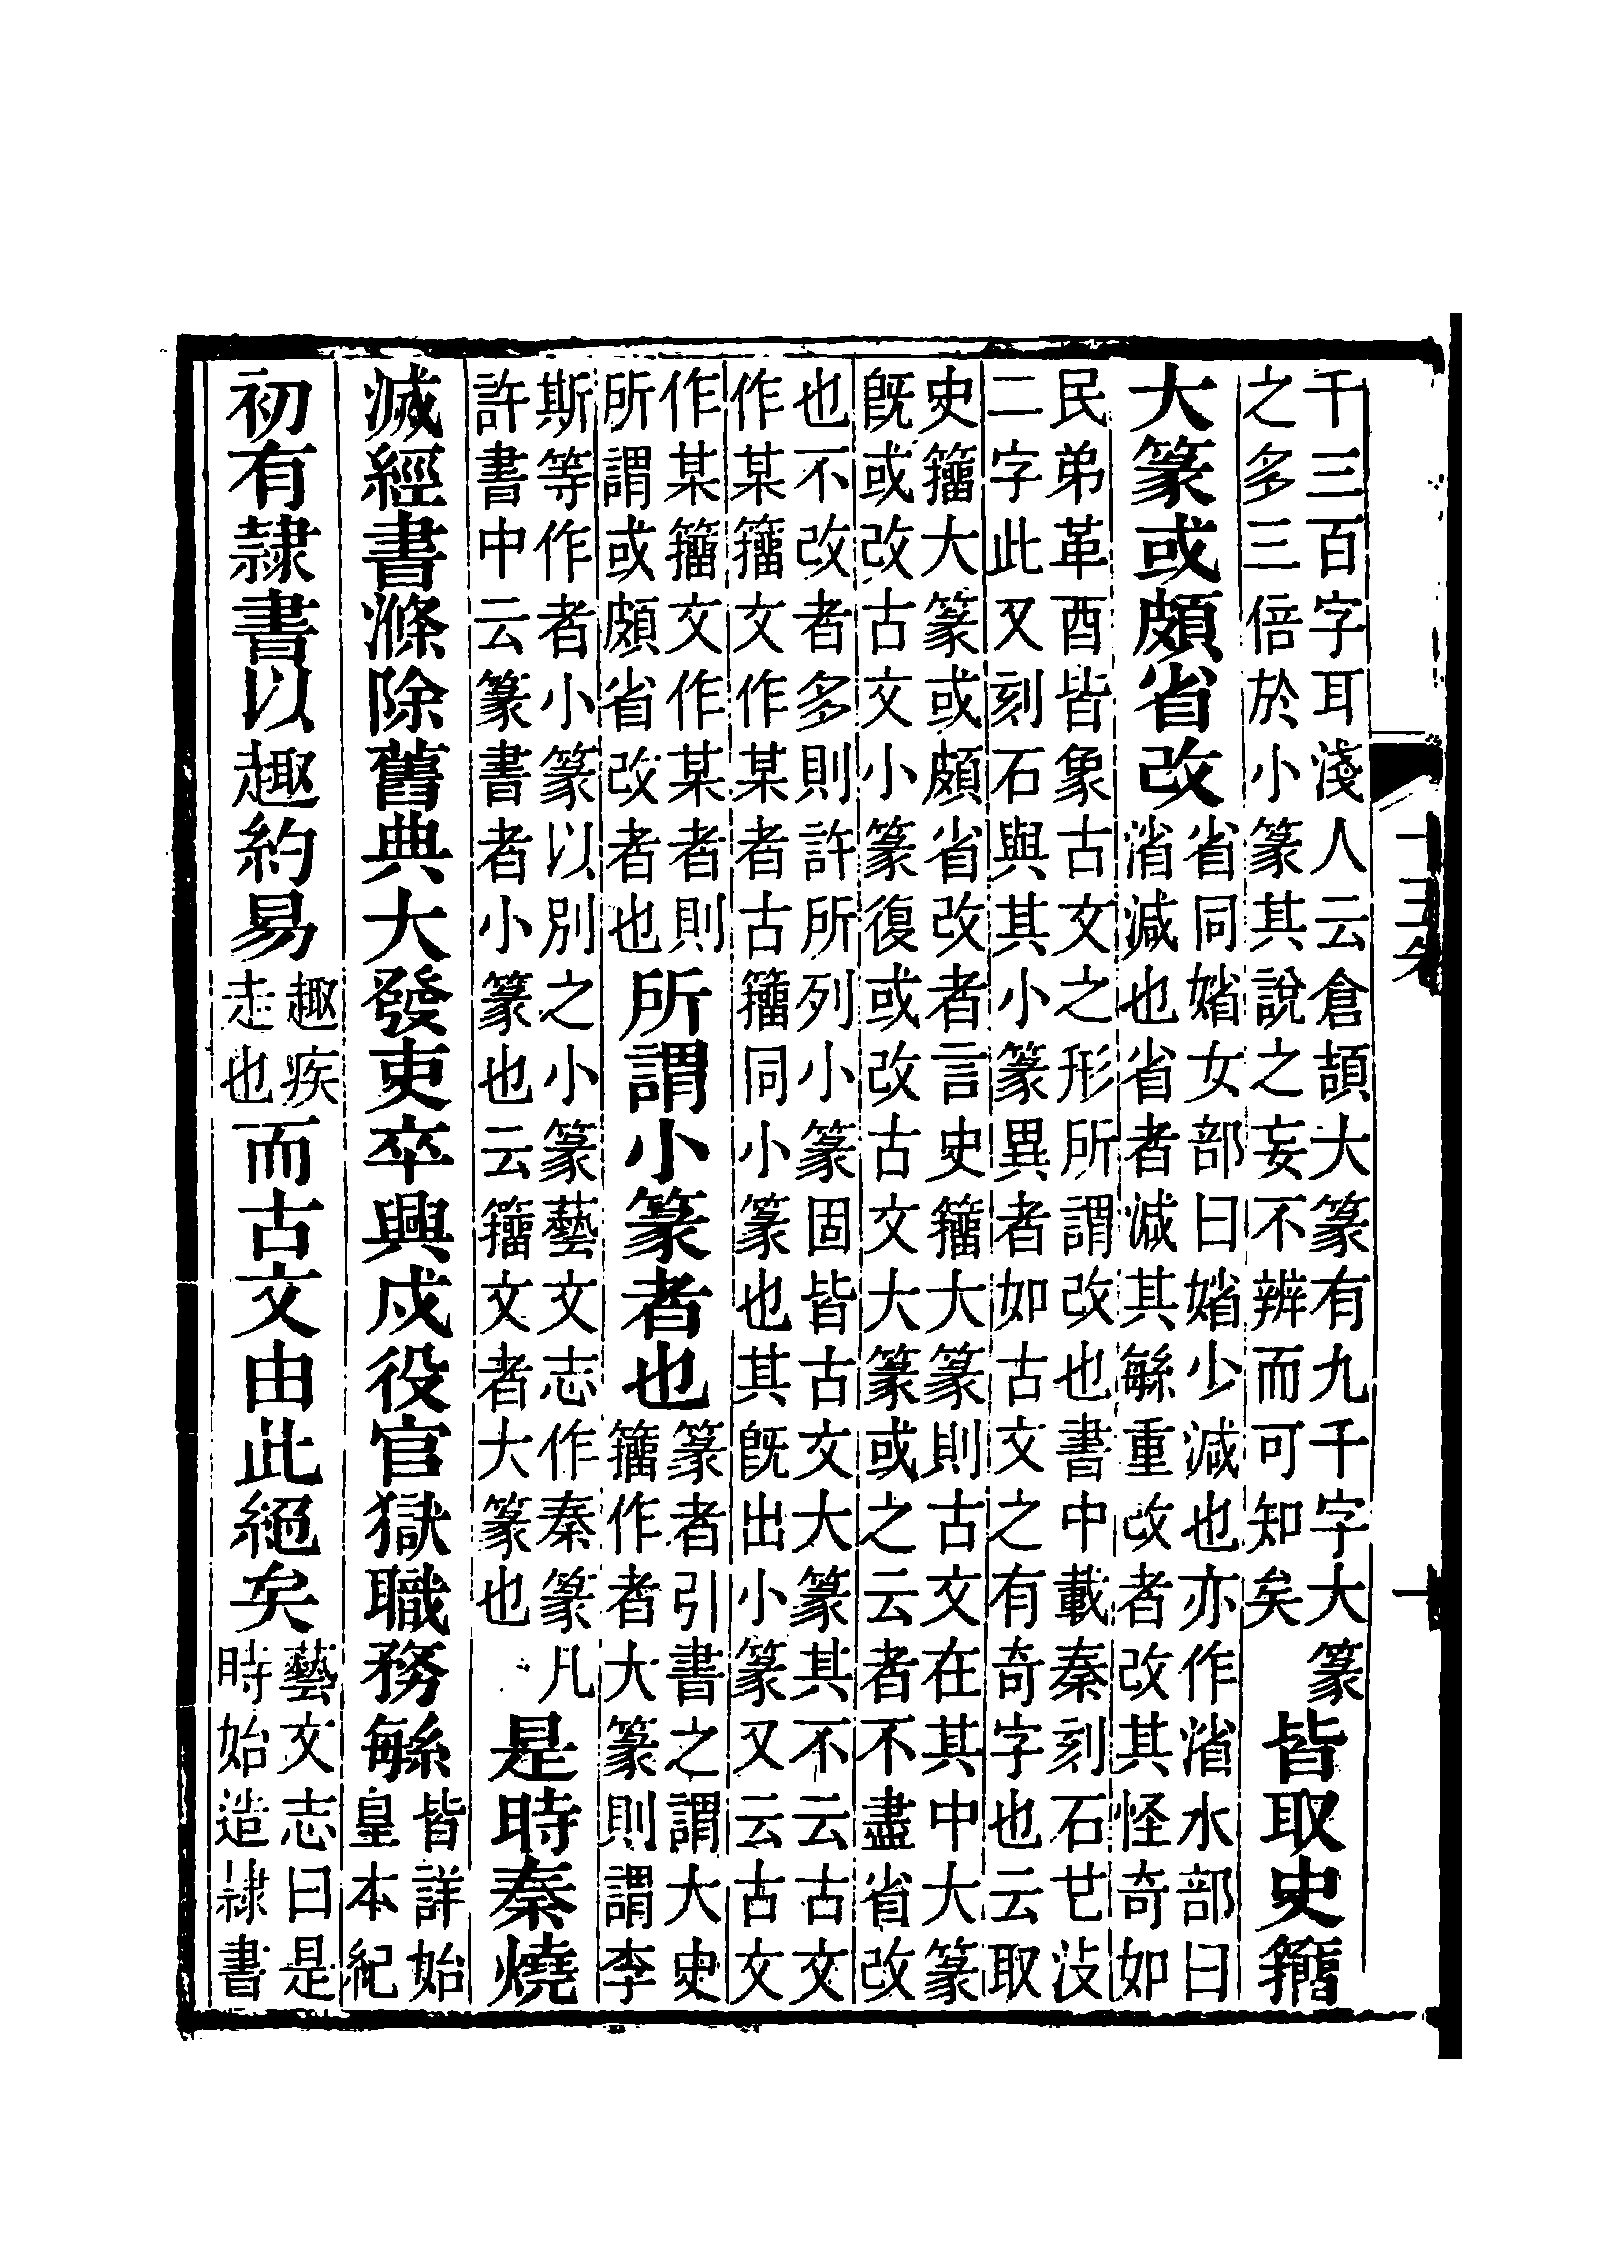 千三百字耳淺人云倉頡大篆有九千字大篆
之多三倍於小篆其說之妄不辨而可知矣
皆取史籒
大篆或頗省改
省同媘女部曰媘少減也亦作渻水部曰
渻減也省者減其緐重改者改其怪奇如
民弟革酉皆象古文之形所謂改也書中載秦刻石汥
二字此又刻石與其小篆異者如古文之有奇字也云取
史籒大篆或頗省改者言史籒大篆則古文在其中大篆
旣或改古文小篆復或改古文大篆或之云者不盡省改
也不改者多則許所列小篆固皆古文大篆其不云古文
作某籒文作某者古籒同小篆也其旣出小篆又云古文
作某籒文作某者則
所謂或頗省改者也
所謂小篆者也
篆者引書之謂大史
籒作者大篆則謂李
斯等作者小篆以別之小篆藝文志作秦篆凡
許書中云篆書者小篆也云籒文者大篆也
是時秦燒
滅經書滌除舊典大發吏卒興戍役官獄職務緐
皆詳始
皇本紀
初有隸書以趣約易
趣疾
走也
而古文由此絕矣
藝文志曰是
時始造隸書